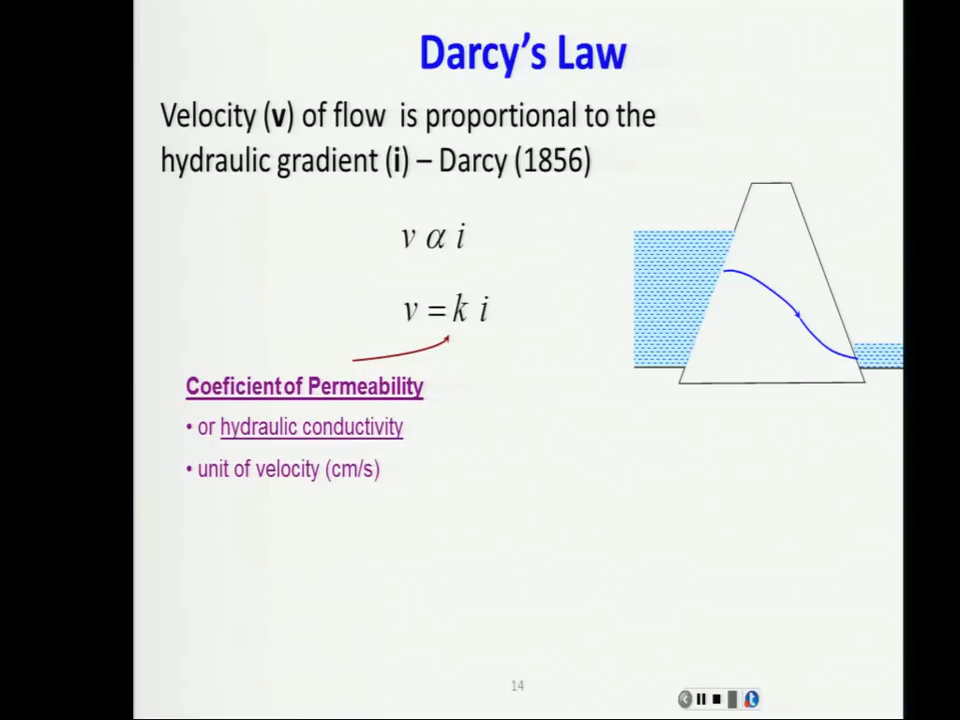 Darcy's Law
Velocity (v) of flow is proportional to the
hydraulic gradient (i) – Darcy (1856)
v α i
v = k i
Coeficient of Permeability
• or hydraulic conductivity
• unit of velocity (cm/s)
14